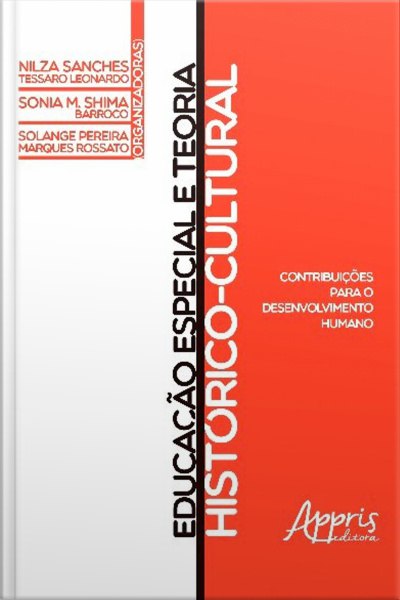 NILZA SANCHES
TESSARO LEONARDO
SONIA M. SHIMA
BARROCO
SOLANGE PEREIRA
MARQUES ROSSATO
(ORGANIZADORAS)
EDUCAÇÃO ESPECIAL E TEORIA
HISTÓRICO-CULTURAL
CONTRIBUIÇÕES
PARA O
DESENVOLVIMENTO
HUMANO
Appris
editora